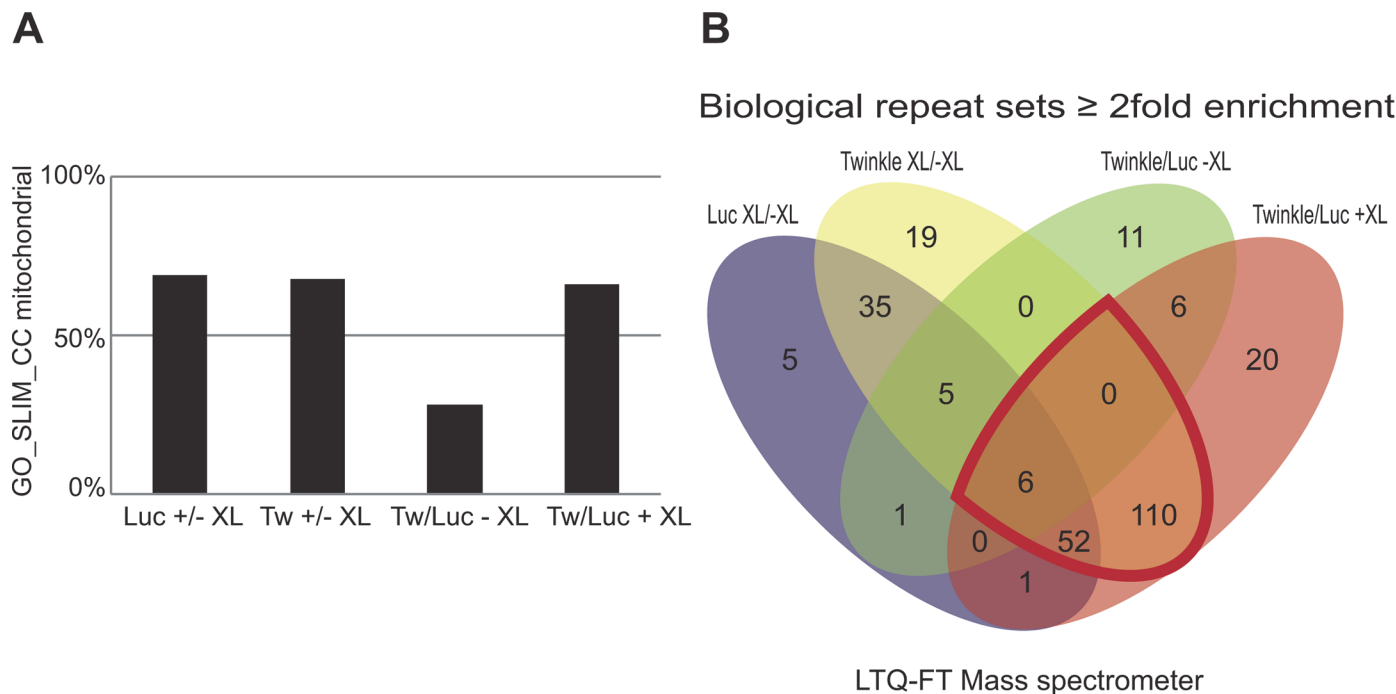 A
GO_SLIM_CC mitochondrial
100%
50%
0%
Luc +/- XL
Tw +/- XL
Tw/Luc - XL
Tw/Luc + XL
B
Biological repeat sets ≥ 2fold enrichment
Luc XL/-XL
Twinkle XL/-XL
Twinkle/Luc -XL
Twinkle/Luc +XL
19
11
35
0
6
5
20
5
0
6
1
0
52
110
1
LTQ-FT Mass spectrometer